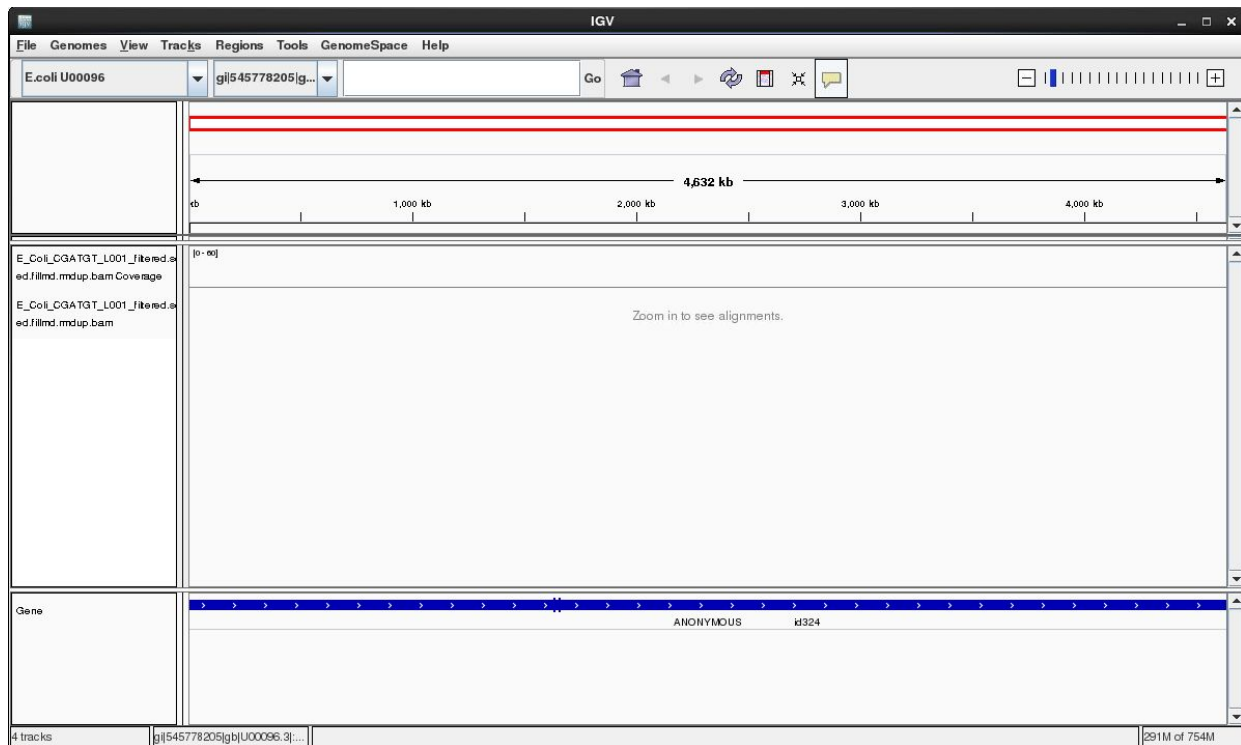 IGV
File Genomes View Tracks Regions Tools GenomeSpace Help
E.coli U00096 gi|545778205|g... Go
4,632 kb
kb 1,000 kb 2,000 kb 3,000 kb 4,000 kb
E_Coli_CGATGT_L001_filtered.s
ed.fillmd.rmdup.bam Coverage
[0 - 60]
E_Coli_CGATGT_L001_filtered.s
ed.fillmd.rmdup.bam
Zoom in to see alignments.
Gene
ANONYMOUS id324
4 tracks gi|545778205|gb|U00096.3|:... 291M of 754M